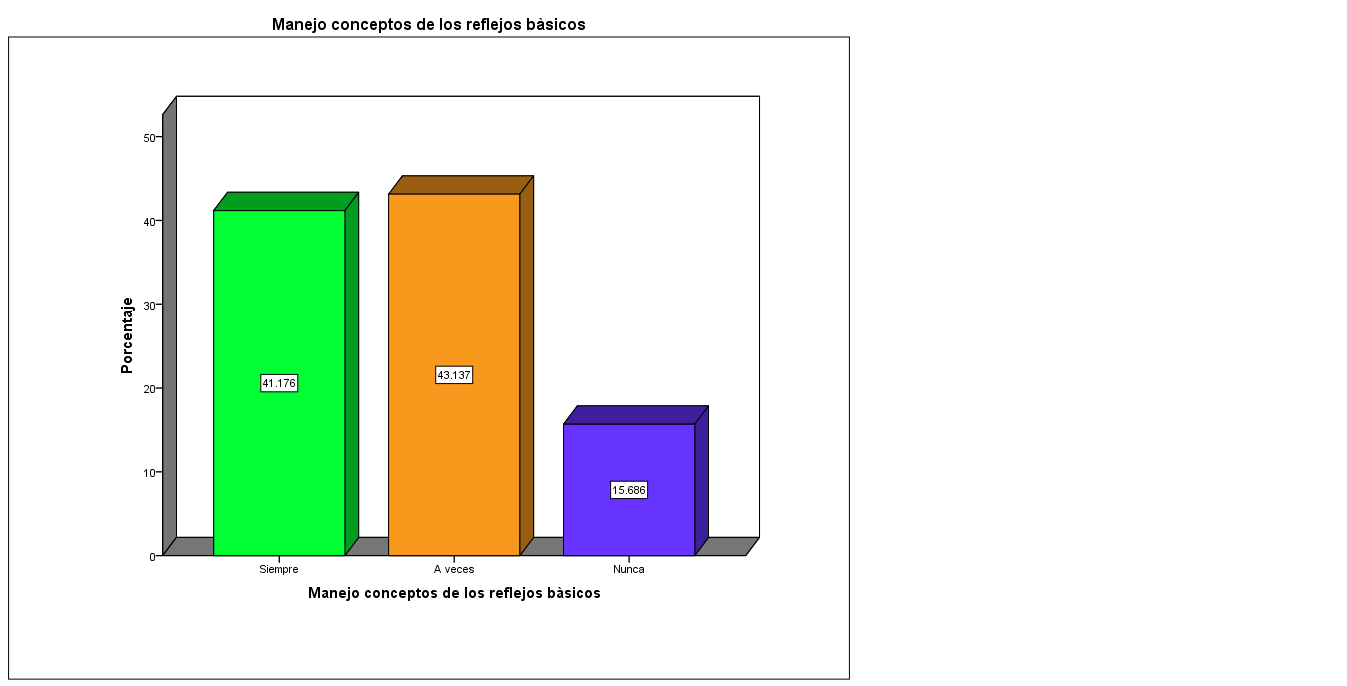 Manejo conceptos de los reflejos bàsicos
Porcentaje
50
40
30
20
10
0
41.176
43.137
15.686
Siempre
A veces
Nunca
Manejo conceptos de los reflejos bàsicos